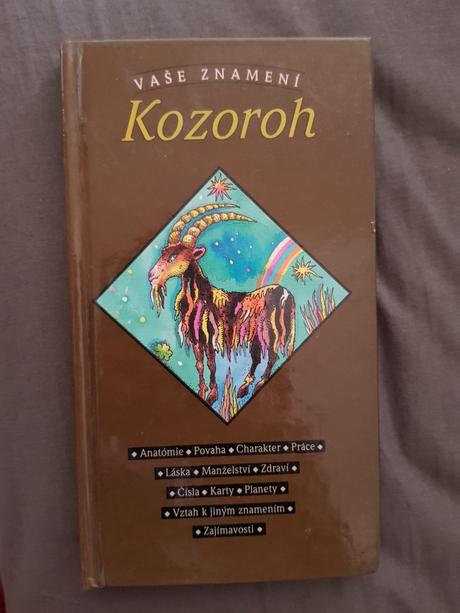 VAŠE ZNAMENÍ
Kozoroh
◆ Anatómie ◆ Povaha ◆ Charakter ◆ Práce ◆
◆ Láska ◆ Manželství ◆ Zdraví ◆
◆ Čísla ◆ Karty ◆ Planety ◆
◆ Vztah k jiným znamením ◆
◆ Zajímavosti ◆